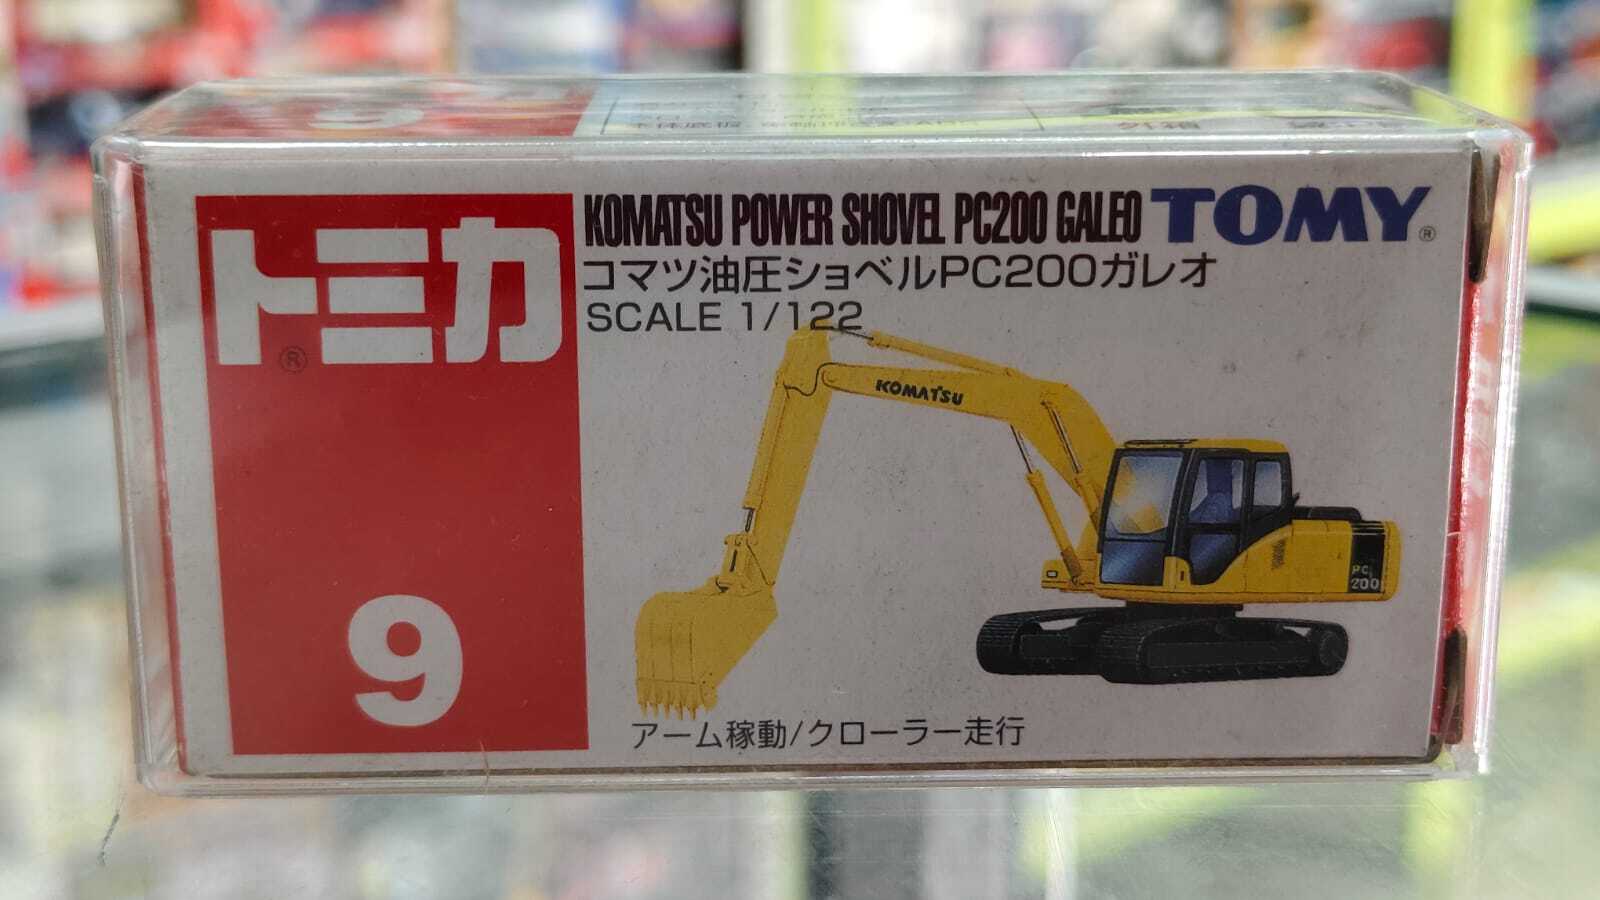 トミカ
®
9
KOMATSU POWER SHOVEL PC200 GALEO
TOMY®
コマツ油圧ショベルPC200ガレオ
SCALE 1/122
KOMATSU
PC
200
アーム稼動/クローラー走行
9